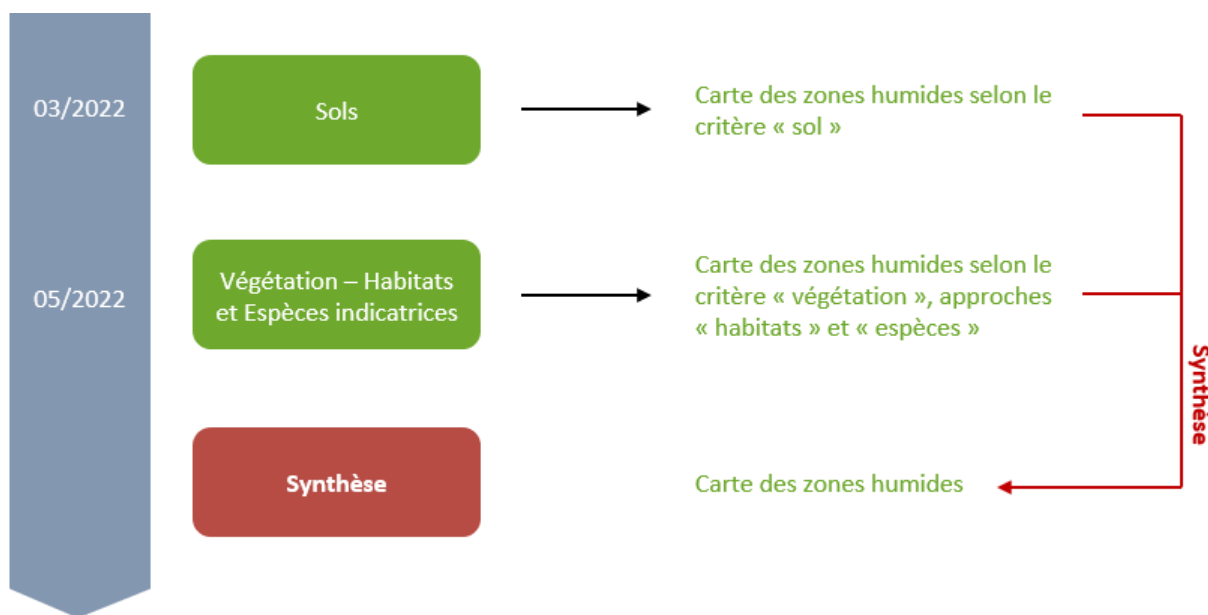 03/2022
Sols
Carte des zones humides selon le
critère « sol »
05/2022
Végétation – Habitats
et Espèces indicatrices
Carte des zones humides selon le
critère « végétation », approches
« habitats » et « espèces »
Synthèse
Synthèse
Carte des zones humides